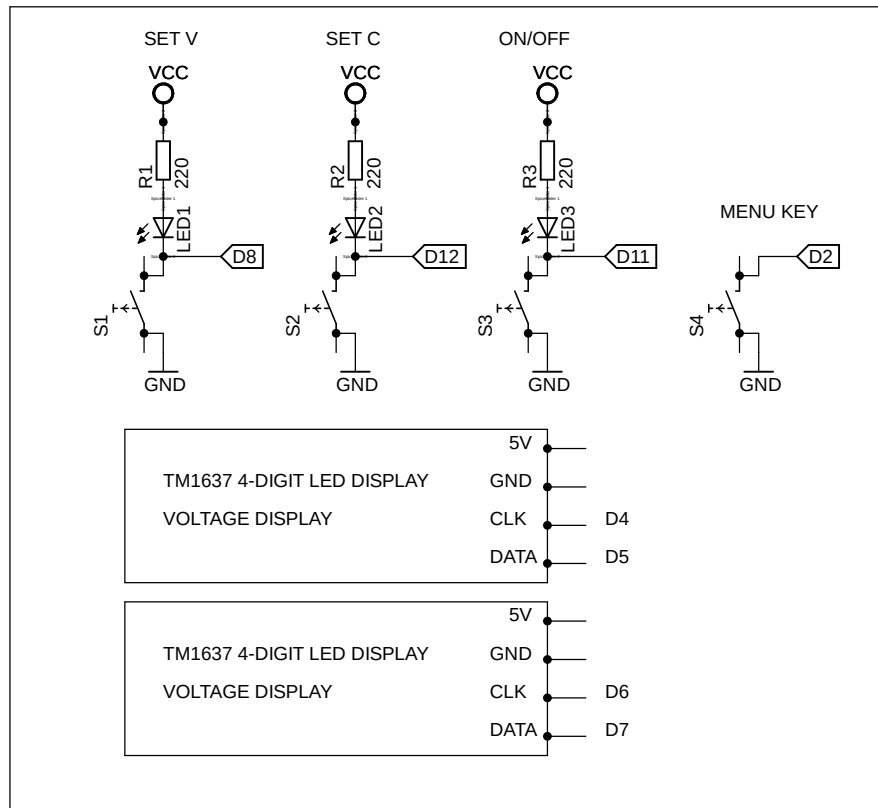 SET V
SET C
ON/OFF
VCC
VCC
VCC
R1
220
R2
220
R3
220
LED1
LED2
LED3
MENU KEY
D8
D12
D11
D2
S1
S2
S3
S4
GND
GND
GND
GND
5V
TM1637 4-DIGIT LED DISPLAY
GND
VOLTAGE DISPLAY
CLK
D4
DATA
D5
5V
TM1637 4-DIGIT LED DISPLAY
GND
VOLTAGE DISPLAY
CLK
D6
DATA
D7